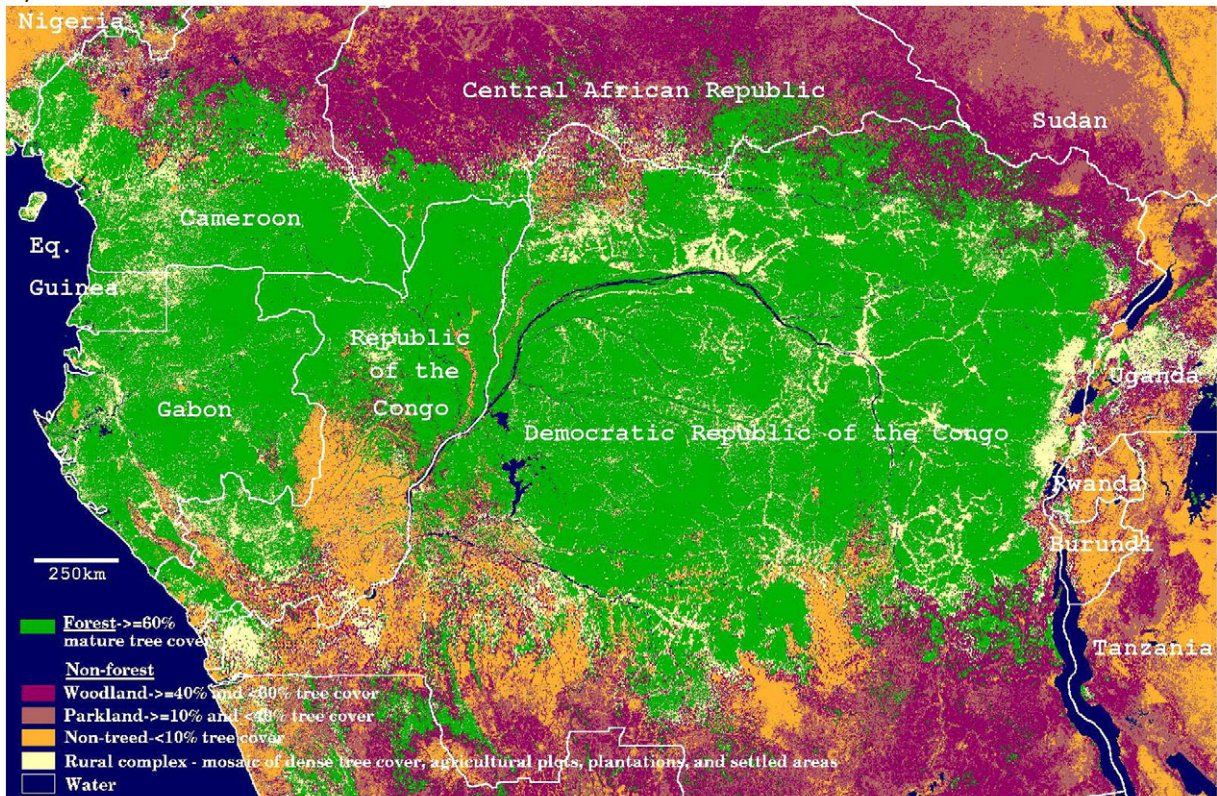 Nigeria
Central African Republic
Sudan
Cameroon
Eq.
Guinea
Republic
of the
Congo
Gabon
Uganda
Democratic Republic of the Congo
Rwanda
Burundi
250km
Tanzania
Forest->=60%
mature tree cover
Non-forest
Woodland->=40% and <60% tree cover
Parkland->=10% and <40% tree cover
Non-treed-<10% tree cover
Rural complex - mosaic of dense tree cover, agricultural plots, plantations, and settled areas
Water